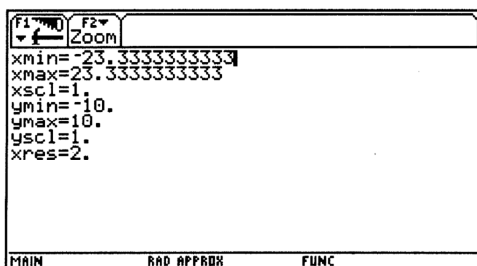 F1 F2
Zoom
xmin=-23.3333333333
xmax=23.3333333333
xscl=1.
ymin=-10.
ymax=10.
yscl=1.
xres=2.
MAIN RAD APPROX FUNC